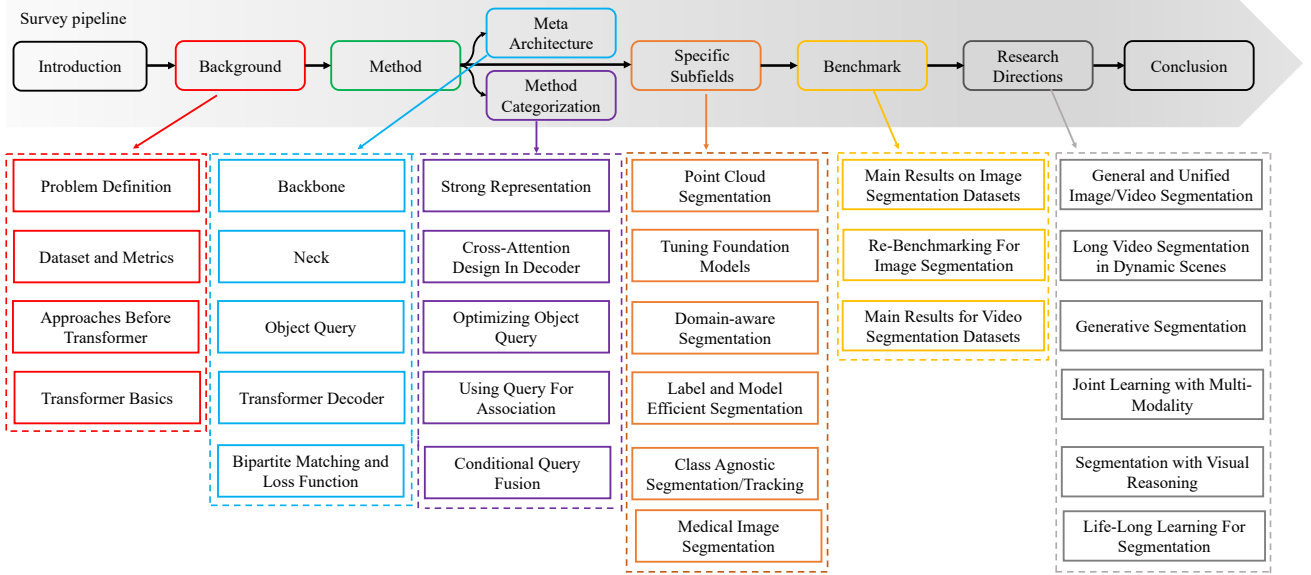 Survey pipeline
Introduction
Background
Method
Meta
Architecture
Method
Categorization
Specific
Subfields
Benchmark
Research
Directions
Conclusion
Problem Definition
Dataset and Metrics
Approaches Before
Transformer
Transformer Basics
Backbone
Neck
Object Query
Transformer Decoder
Bipartite Matching and
Loss Function
Strong Representation
Cross-Attention
Design In Decoder
Optimizing Object
Query
Using Query For
Association
Conditional Query
Fusion
Point Cloud
Segmentation
Tuning Foundation
Models
Domain-aware
Segmentation
Label and Model
Efficient Segmentation
Class Agnostic
Segmentation/Tracking
Medical Image
Segmentation
Main Results on Image
Segmentation Datasets
Re-Benchmarking For
Image Segmentation
Main Results for Video
Segmentation Datasets
General and Unified
Image/Video Segmentation
Long Video Segmentation
in Dynamic Scenes
Generative Segmentation
Joint Learning with Multi-
Modality
Segmentation with Visual
Reasoning
Life-Long Learning For
Segmentation